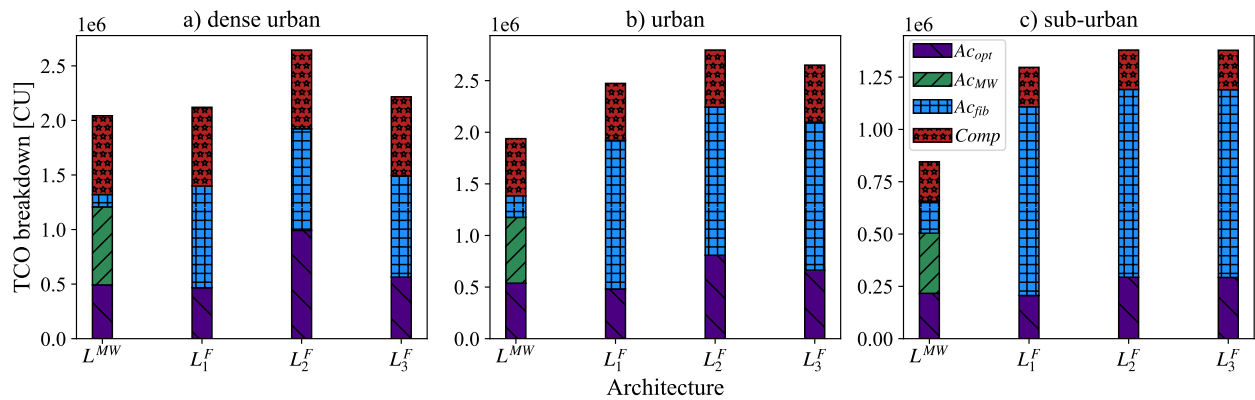 a) dense urban
b) urban
c) sub-urban
1e6
1e6
1e6
TCO breakdown [CU]
2.5
2.0
1.5
1.0
0.5
0.0
L^MW
L_1^F
L_2^F
L_3^F
2.5
2.0
1.5
1.0
0.5
0.0
L^MW
L_1^F
L_2^F
L_3^F
1.25
1.00
0.75
0.50
0.25
0.00
L^MW
L_1^F
L_2^F
L_3^F
Ac_opt
Ac_MW
Ac_fib
Comp
Architecture